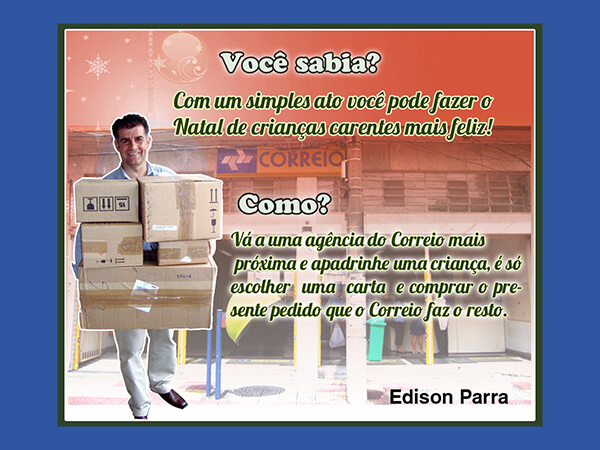 Você sabia?
Com um simples ato você pode fazer o
Natal de crianças carentes mais feliz!
CORREIO
Como?
Vá a uma agência do Correio mais
próxima e apadrinhe uma criança, é só
escolher uma carta e comprar o pre-
sente pedido que o Correio faz o resto.
Edison Parra